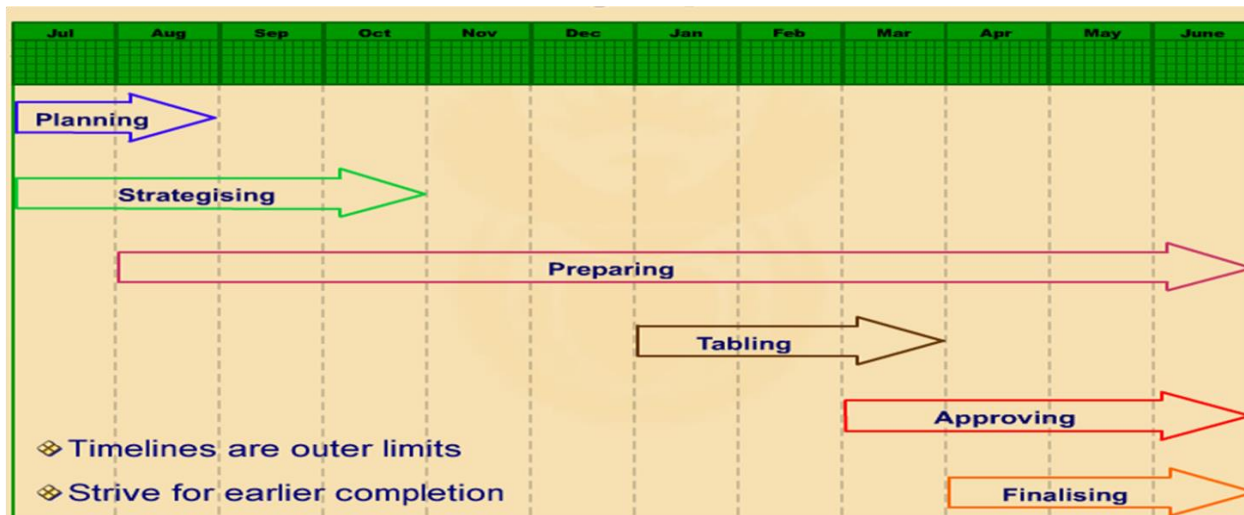 Jul Aug Sep Oct Nov Dec Jan Feb Mar Apr May June
Planning
Strategising
Preparing
Tabling
Approving
Timelines are outer limits
Strive for earlier completion
Finalising